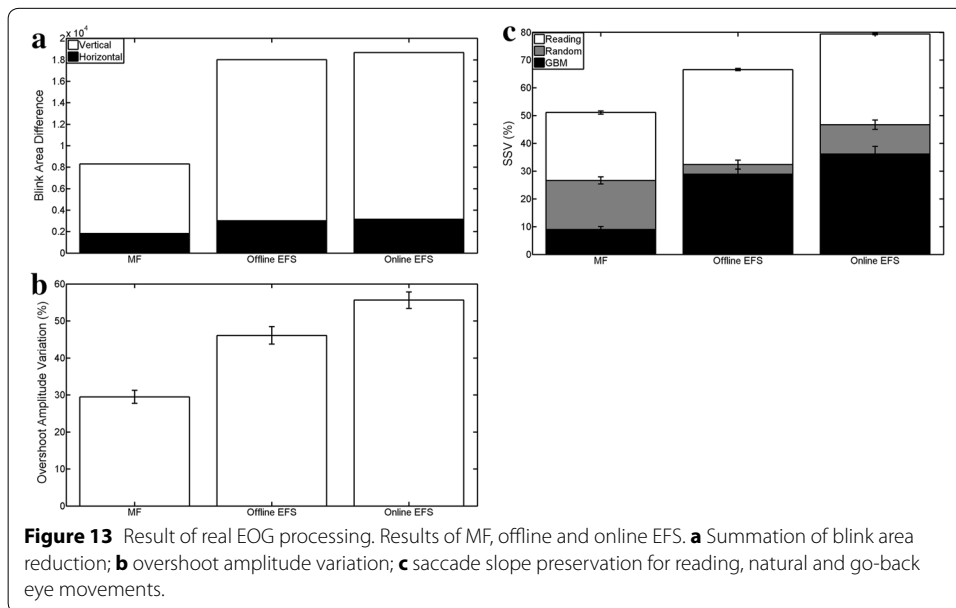 a
x 10⁴
Vertical
Horizontal
2
1.8
1.6
1.4
1.2
1
0.8
0.6
0.4
0.2
0
Blink Area Difference
MF
Offline EFS
Online EFS
b
60
50
40
30
20
10
0
Overshoot Amplitude Variation (%)
MF
Offline EFS
Online EFS
c
Reading
Random
GBM
80
70
60
50
40
30
20
10
0
SSV (%)
MF
Offline EFS
Online EFS
Figure 13 Result of real EOG processing. Results of MF, offline and online EFS. a Summation of blink area
reduction; b overshoot amplitude variation; c saccade slope preservation for reading, natural and go-back
eye movements.